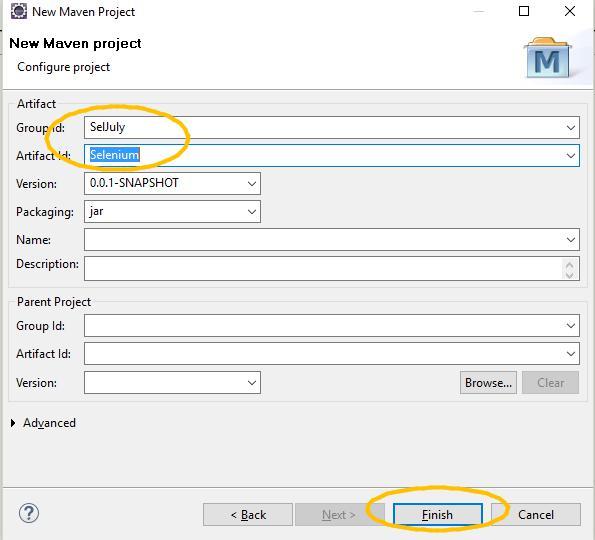 New Maven Project
New Maven project
Configure project
M
Artifact
Group Id: SelJuly
Artifact Id: Selenium
Version: 0.0.1-SNAPSHOT
Packaging: jar
Name:
Description:
Parent Project
Group Id:
Artifact Id:
Version:
Browse... Clear
Advanced
? < Back Next > Finish Cancel